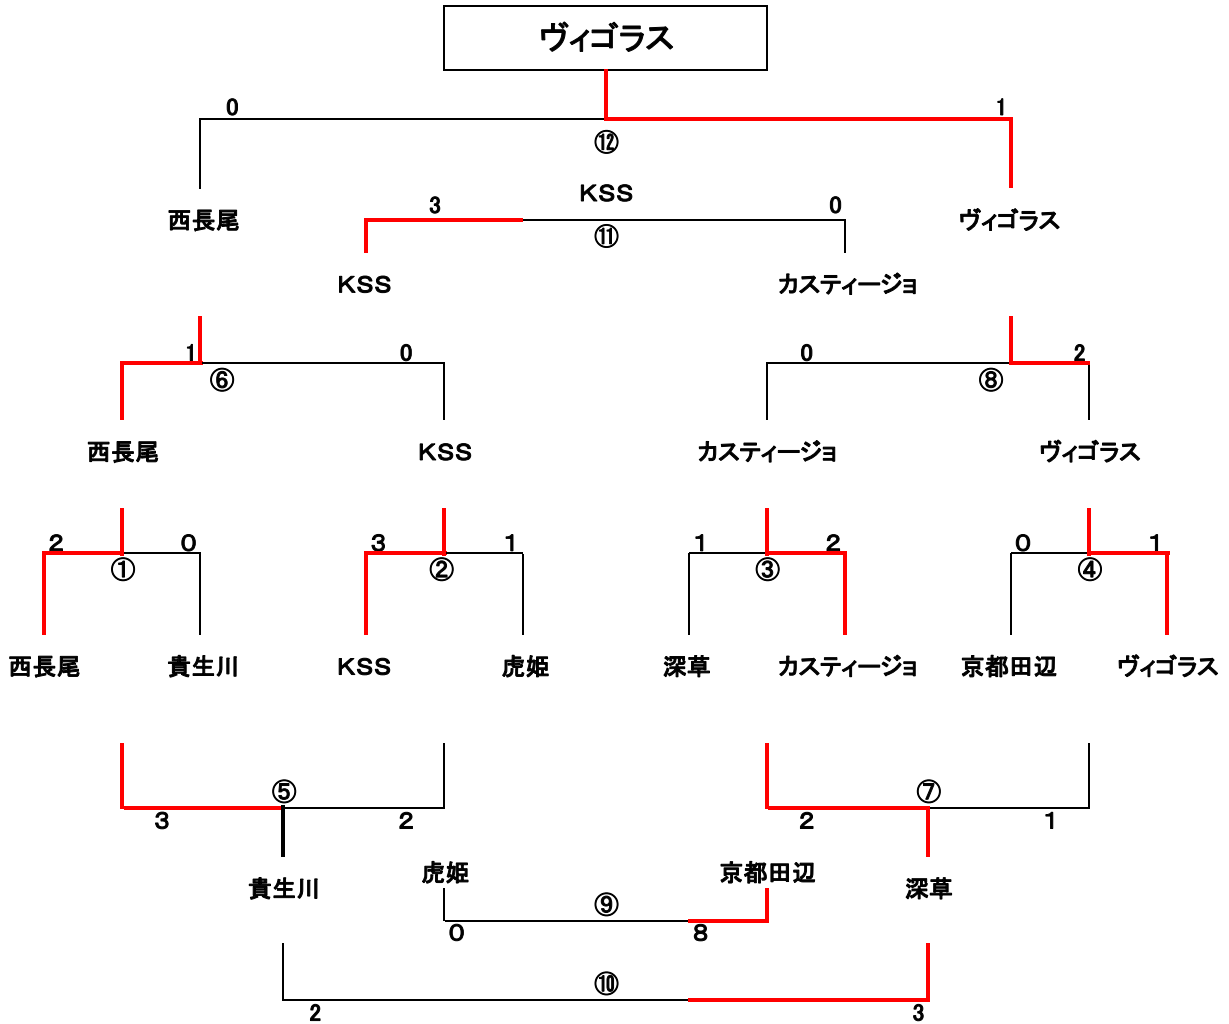 ヴィゴラス
0 1
⑫
KSS
3 0
西長尾 ヴィゴラス
⑪
KSS カスティージョ
1 0 0 2
⑥ ⑧
西長尾 KSS カスティージョ ヴィゴラス
2 0 3 1 1 2 0 1
① ② ③ ④
西長尾 貴生川 KSS 虎姫 深草 カスティージョ 京都田辺 ヴィゴラス
⑤ ⑦
3 2 2 1
虎姫 京都田辺
貴生川 深草
⑨
0 8
⑩
2 3